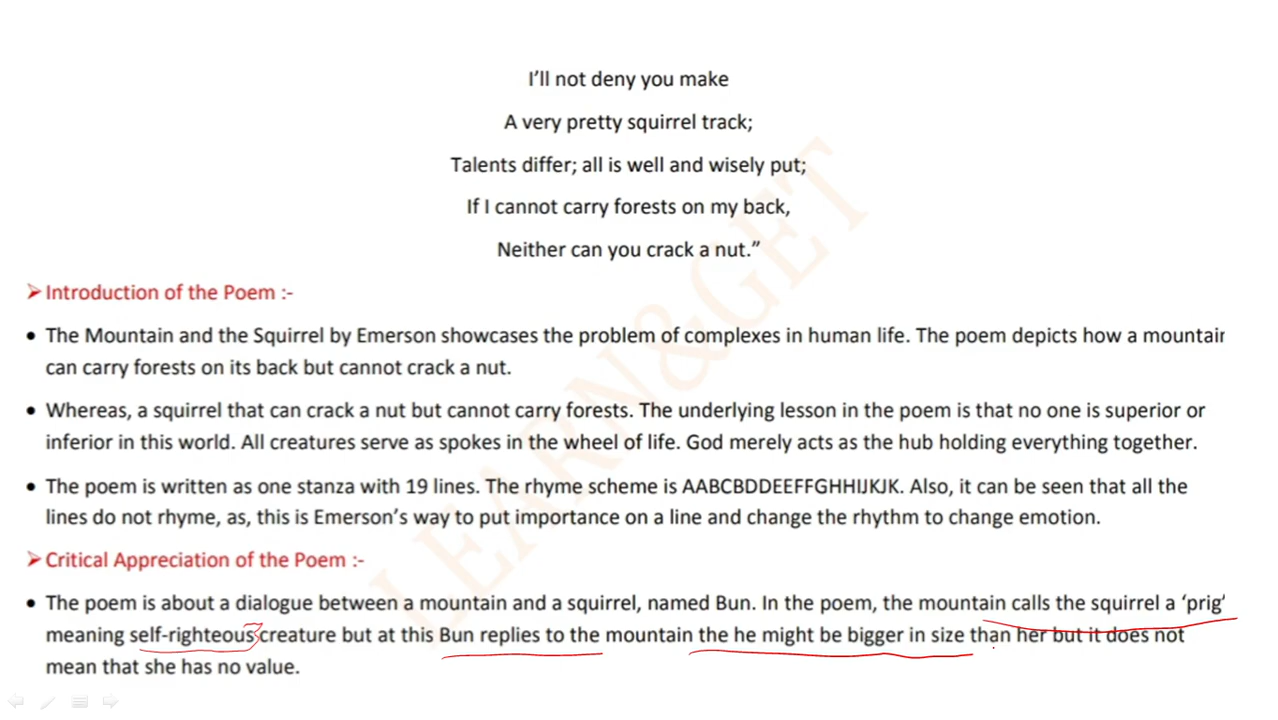 I'll not deny you make
A very pretty squirrel track;
Talents differ; all is well and wisely put;
If I cannot carry forests on my back,
Neither can you crack a nut.”
➢ Introduction of the Poem :-
• The Mountain and the Squirrel by Emerson showcases the problem of complexes in human life. The poem depicts how a mountain
can carry forests on its back but cannot crack a nut.
• Whereas, a squirrel that can crack a nut but cannot carry forests. The underlying lesson in the poem is that no one is superior or
inferior in this world. All creatures serve as spokes in the wheel of life. God merely acts as the hub holding everything together.
• The poem is written as one stanza with 19 lines. The rhyme scheme is AABCBDDEEFFGHHIJKJK. Also, it can be seen that all the
lines do not rhyme, as, this is Emerson's way to put importance on a line and change the rhythm to change emotion.
➢ Critical Appreciation of the Poem :-
• The poem is about a dialogue between a mountain and a squirrel, named Bun. In the poem, the mountain calls the squirrel a ‘prig’
meaning self-righteous creature but at this Bun replies to the mountain the he might be bigger in size than her but it does not
mean that she has no value.
LEARN&GET